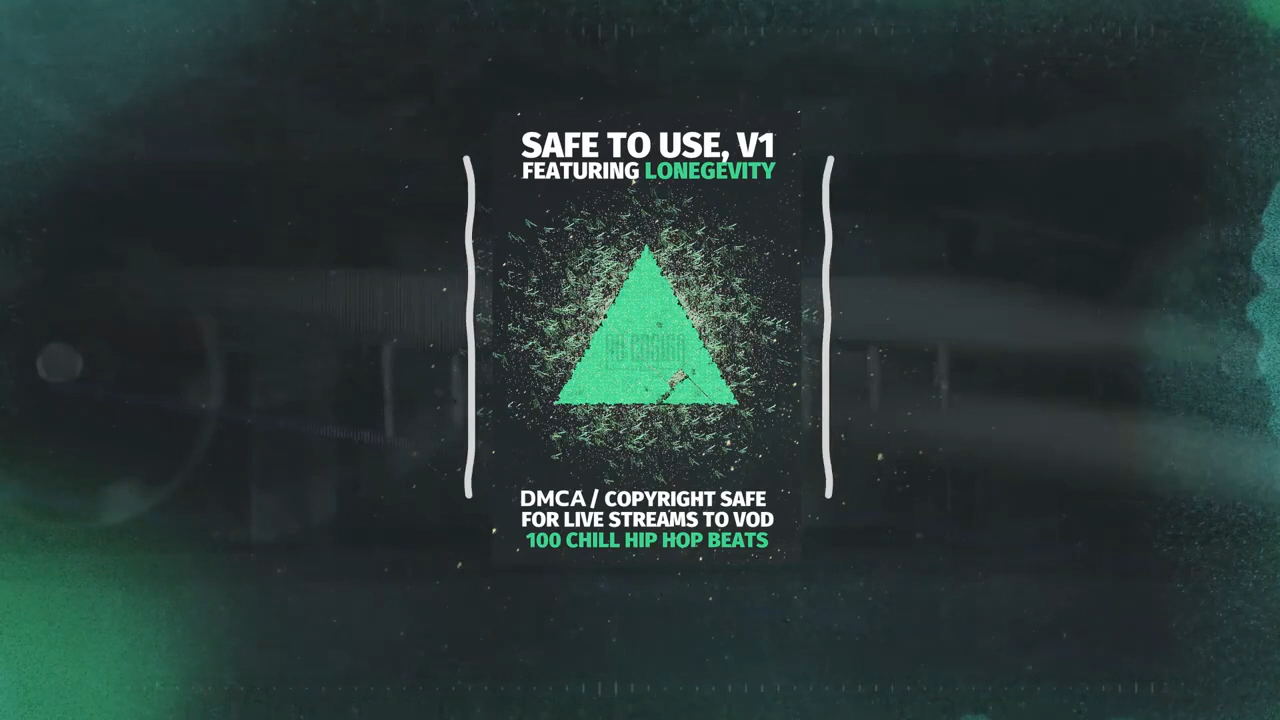 SAFE TO USE, V1
FEATURING LONEGEVITY
DMCA / COPYRIGHT SAFE
FOR LIVE STREAMS TO VOD
100 CHILL HIP HOP BEATS